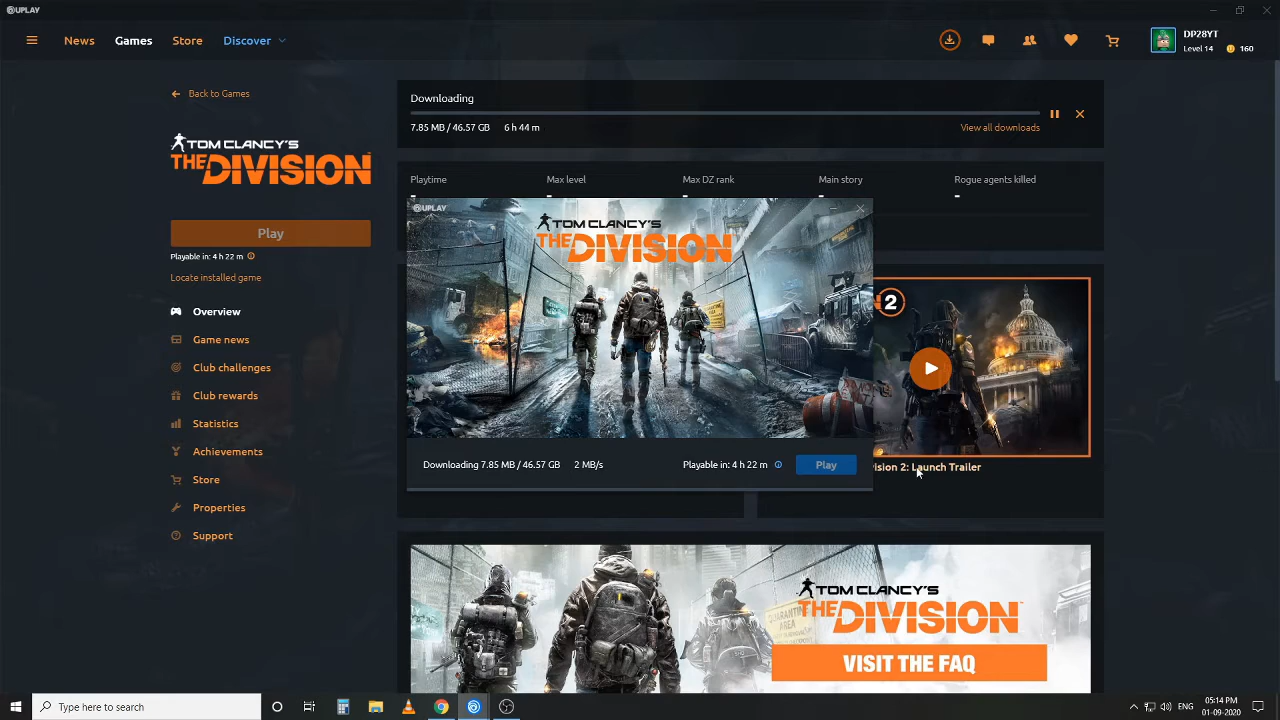 UPLAY
News Games Store Discover
DP28YT
Level 14 160
Back to Games
TOM CLANCY'S
THE DIVISION
Play
Playable in: 4 h 22 m
Locate installed game
Overview
Game news
Club challenges
Club rewards
Statistics
Achievements
Store
Properties
Support
Downloading
7.85 MB / 46.57 GB 6 h 44 m
View all downloads
Playtime Max level Max DZ rank Main story Rogue agents killed
- - - - -
UPLAY
TOM CLANCY'S
THE DIVISION
Downloading 7.85 MB / 46.57 GB 2 MB/s Playable in: 4 h 22 m Play
2
vision 2: Launch Trailer
TOM CLANCY'S
THE DIVISION
VISIT THE FAQ
QUARANTINE
AREA
Type here to search
ENG
05:14 PM
01-09-2020